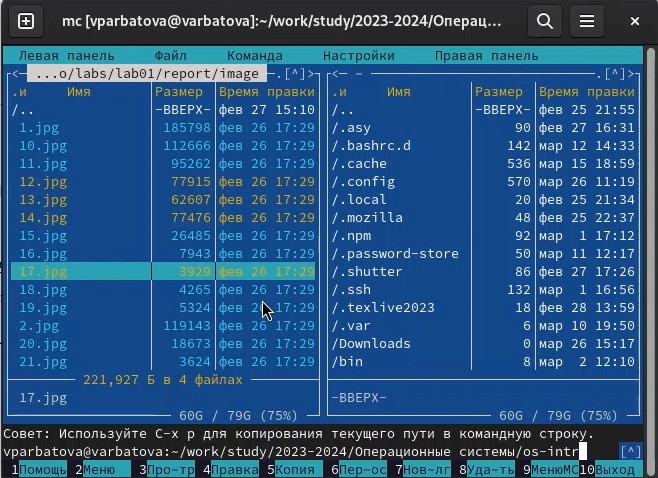 mc [vparbatova@varbatova]:~/work/study/2023-2024/Операц...
Левая панель Файл Команда Настройки Правая панель
<─ ...o/labs/lab01/report/image ─.[^]> <─ ~ ─.[^]>
.и Имя Размер Время правки .и Имя Размер Время правки
/.. -ВВЕРХ- фев 27 15:10 /.. -ВВЕРХ- фев 25 21:55
1.jpg 185798 фев 26 17:29 /.asy 90 фев 27 16:31
10.jpg 112666 фев 26 17:29 /.bashrc.d 142 мар 12 14:33
11.jpg 95262 фев 26 17:29 /.cache 536 мар 15 18:59
12.jpg 77915 фев 26 17:29 /.config 570 мар 26 11:19
13.jpg 62607 фев 26 17:29 /.local 20 фев 25 21:34
14.jpg 77476 фев 26 17:29 /.mozilla 48 фев 25 22:37
15.jpg 26485 фев 26 17:29 /.npm 92 мар 1 17:12
16.jpg 7943 фев 26 17:29 /.password-store 50 мар 11 12:17
17.jpg 3929 фев 26 17:29 /.shutter 86 фев 27 17:26
18.jpg 4265 фев 26 17:29 /.ssh 132 мар 1 16:56
19.jpg 5324 фев 26 17:29 /.texlive2023 18 фев 28 13:59
2.jpg 119143 фев 26 17:29 /.var 6 мар 10 19:50
20.jpg 18673 фев 26 17:29 /Downloads 0 мар 26 15:17
21.jpg 3624 фев 26 17:29 /bin 8 мар 2 12:10
221,927 Б в 4 файлах
17.jpg -ВВЕРХ-
60G / 79G (75%) 60G / 79G (75%)
Совет: Используйте C-x p для копирования текущего пути в командную строку.
vparbatova@varbatova:~/work/study/2023-2024/Операционные системы/os-intr [^]
1Помощь 2Меню 3Про~тр 4Правка 5Копия 6Пер~ос 7Нов~лг 8Уда~ть 9МенюMC 10Выход